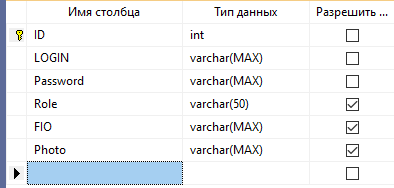 Имя столбца Тип данных Разрешить ...
ID int
LOGIN varchar(MAX)
Password varchar(MAX)
Role varchar(50)
FIO varchar(MAX)
Photo varchar(MAX)